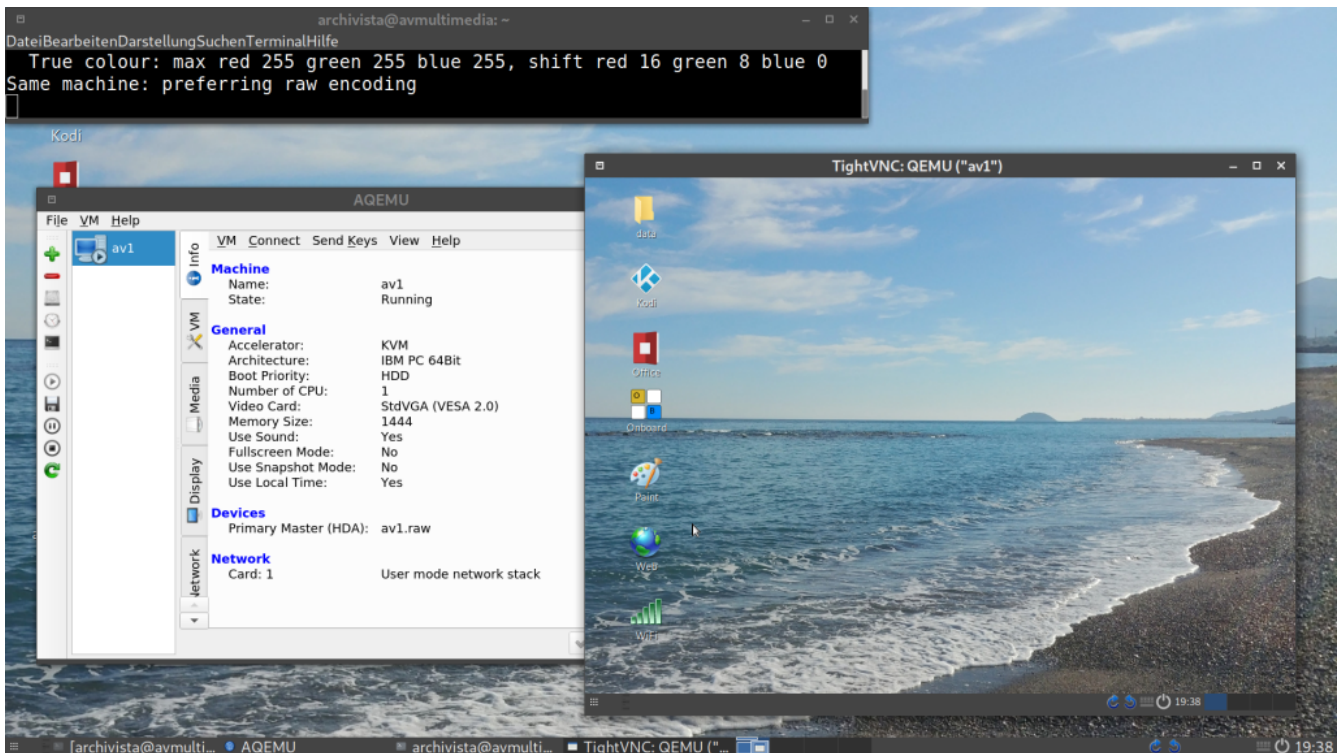 archivista@avmultimedia: ~
DateiBearbeitenDarstellungSuchenTerminalHilfe
True colour: max red 255 green 255 blue 255, shift red 16 green 8 blue 0
Same machine: preferring raw encoding
Kodi
AQEMU
File VM Help
av1
Info
VM
Media
Display
Network
VM Connect Send Keys View Help
Machine
Name: av1
State: Running
General
Accelerator: KVM
Architecture: IBM PC 64Bit
Boot Priority: HDD
Number of CPU: 1
Video Card: StdVGA (VESA 2.0)
Memory Size: 1444
Use Sound: Yes
Fullscreen Mode: No
Use Snapshot Mode: No
Use Local Time: Yes
Devices
Primary Master (HDA): av1.raw
Network
Card: 1 User mode network stack
TightVNC: QEMU ("av1")
data
Kodi
Office
O
B
Onboard
Paint
Web
WiFi
19:38
[archivista@avmulti... AQEMU archivista@avmulti... TightVNC: QEMU ("... 19:38